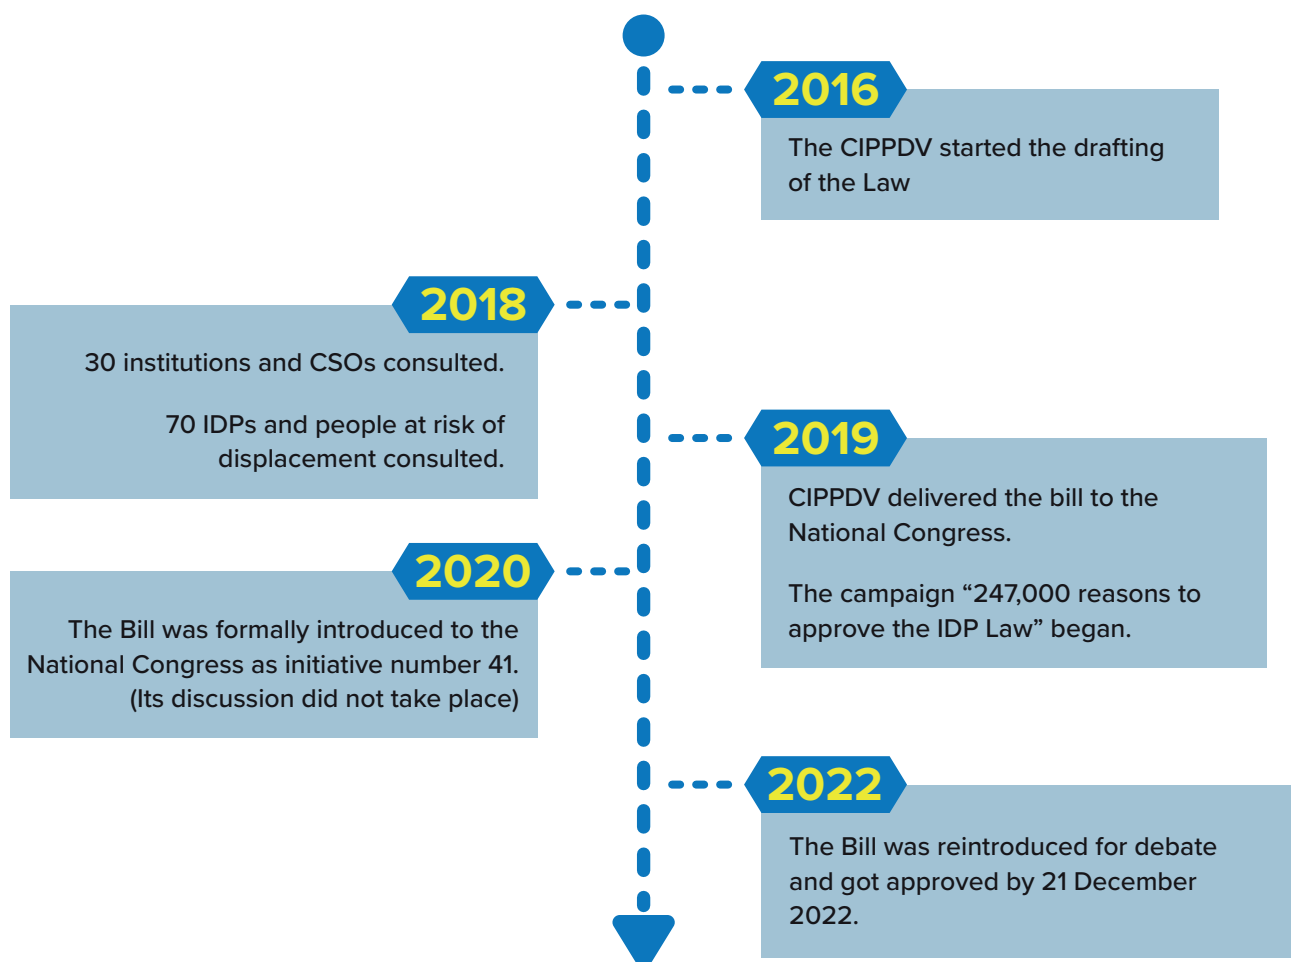 2016
The CIPPDV started the drafting
of the Law
2018
30 institutions and CSOs consulted.
70 IDPs and people at risk of
displacement consulted.
2019
CIPPDV delivered the bill to the
National Congress.
The campaign “247,000 reasons to
approve the IDP Law” began.
2020
The Bill was formally introduced to the
National Congress as initiative number 41.
(Its discussion did not take place)
2022
The Bill was reintroduced for debate
and got approved by 21 December
2022.